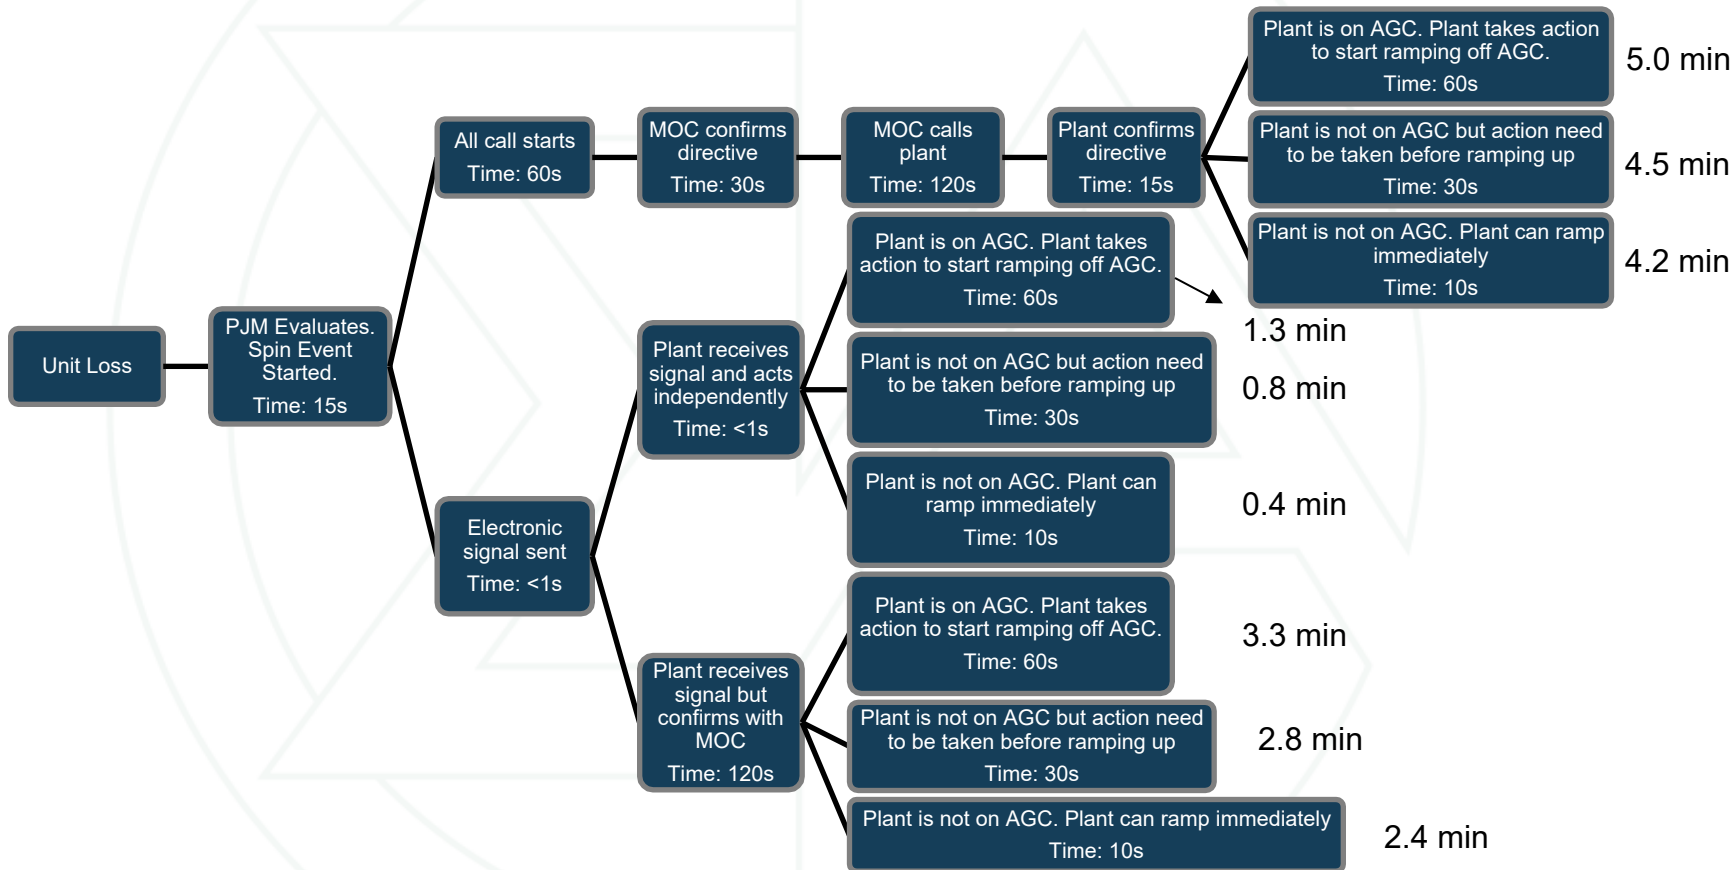 Unit Loss
PJM Evaluates.
Spin Event
Started.
Time: 15s
All call starts
Time: 60s
MOC confirms
directive
Time: 30s
MOC calls
plant
Time: 120s
Plant confirms
directive
Time: 15s
Plant is on AGC. Plant takes action
to start ramping off AGC.
Time: 60s
5.0 min
Plant is not on AGC but action need
to be taken before ramping up
Time: 30s
4.5 min
Plant is not on AGC. Plant can ramp
immediately
Time: 10s
4.2 min
Electronic
signal sent
Time: <1s
Plant receives
signal and acts
independently
Time: <1s
Plant is on AGC. Plant takes
action to start ramping off AGC.
Time: 60s
1.3 min
Plant is not on AGC but action need
to be taken before ramping up
Time: 30s
0.8 min
Plant is not on AGC. Plant can
ramp immediately
Time: 10s
0.4 min
Plant receives
signal but
confirms with
MOC
Time: 120s
Plant is on AGC. Plant takes
action to start ramping off AGC.
Time: 60s
3.3 min
Plant is not on AGC but action need
to be taken before ramping up
Time: 30s
2.8 min
Plant is not on AGC. Plant can ramp immediately
Time: 10s
2.4 min